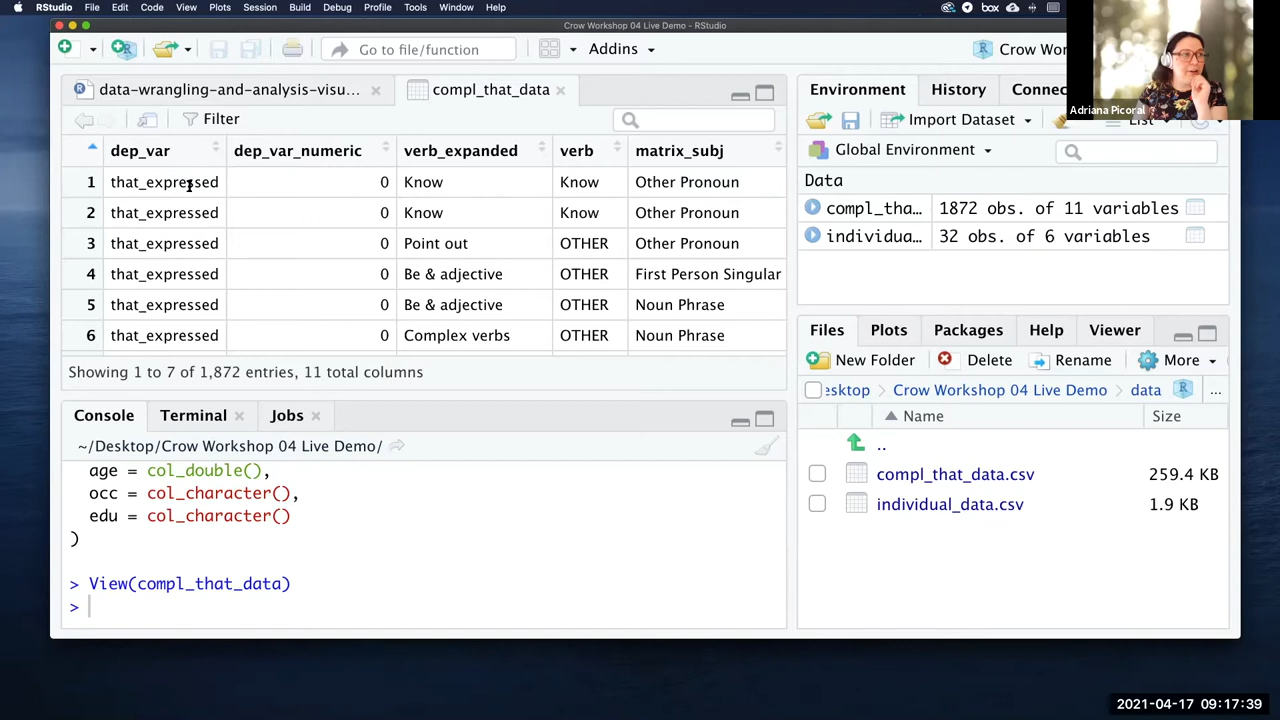 RStudio File Edit Code View Plots Session Build Debug Profile Tools Window Help box
Crow Workshop 04 Live Demo - RStudio
Go to file/function Addins Crow Wor
data-wrangling-and-analysis-visu... compl_that_data
Filter
dep_var dep_var_numeric verb_expanded verb matrix_subj
1 that_expressed 0 Know Know Other Pronoun
2 that_expressed 0 Know Know Other Pronoun
3 that_expressed 0 Point out OTHER Other Pronoun
4 that_expressed 0 Be & adjective OTHER First Person Singular
5 that_expressed 0 Be & adjective OTHER Noun Phrase
6 that_expressed 0 Complex verbs OTHER Noun Phrase
Showing 1 to 7 of 1,872 entries, 11 total columns
Console Terminal Jobs
~/Desktop/Crow Workshop 04 Live Demo/
age = col_double(),
occ = col_character(),
edu = col_character()
)
> View(compl_that_data)
>
Environment History Connec
Adriana Picoral
Import Dataset List
Global Environment
Data
compl_tha... 1872 obs. of 11 variables
individua... 32 obs. of 6 variables
Files Plots Packages Help Viewer
New Folder Delete Rename More
esktop > Crow Workshop 04 Live Demo > data ...
Name Size
..
compl_that_data.csv 259.4 KB
individual_data.csv 1.9 KB
2021-04-17 09:17:39